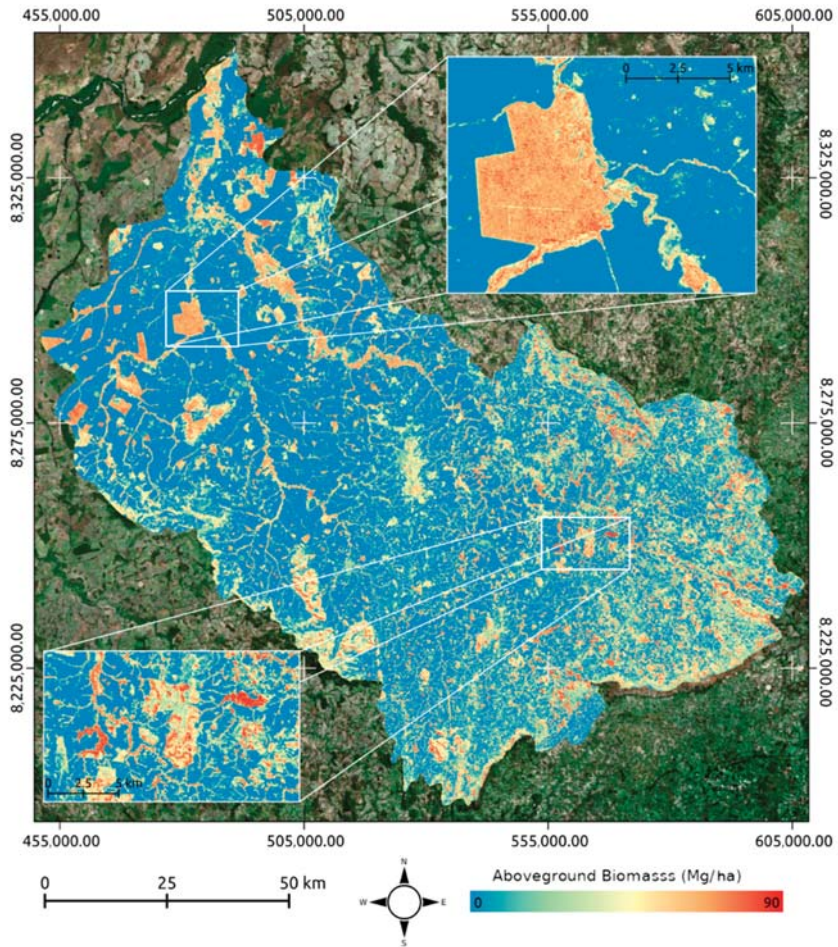 455.000.00 505.000.00 555.000.00 605.000.00
0 2.5 5 km
8.325.000.00 8.325.000.00
8.275.000.00 8.275.000.00
8.225.000.00 8.225.000.00
0 2.5 5 km
455.000.00 505.000.00 555.000.00 605.000.00
0 25 50 km
N
W E
S
Aboveground Biomasss (Mg/ha)
0 90